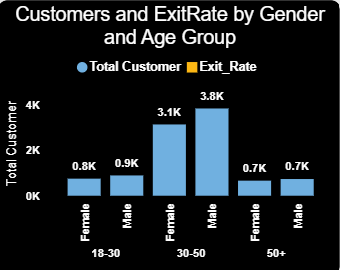 Customers and ExitRate by Gender
and Age Group
Total Customer Exit_Rate
Total Customer
4K
2K
0K
0.8K 0.9K 3.1K 3.8K 0.7K 0.7K
Female Male Female Male Female Male
18-30 30-50 50+